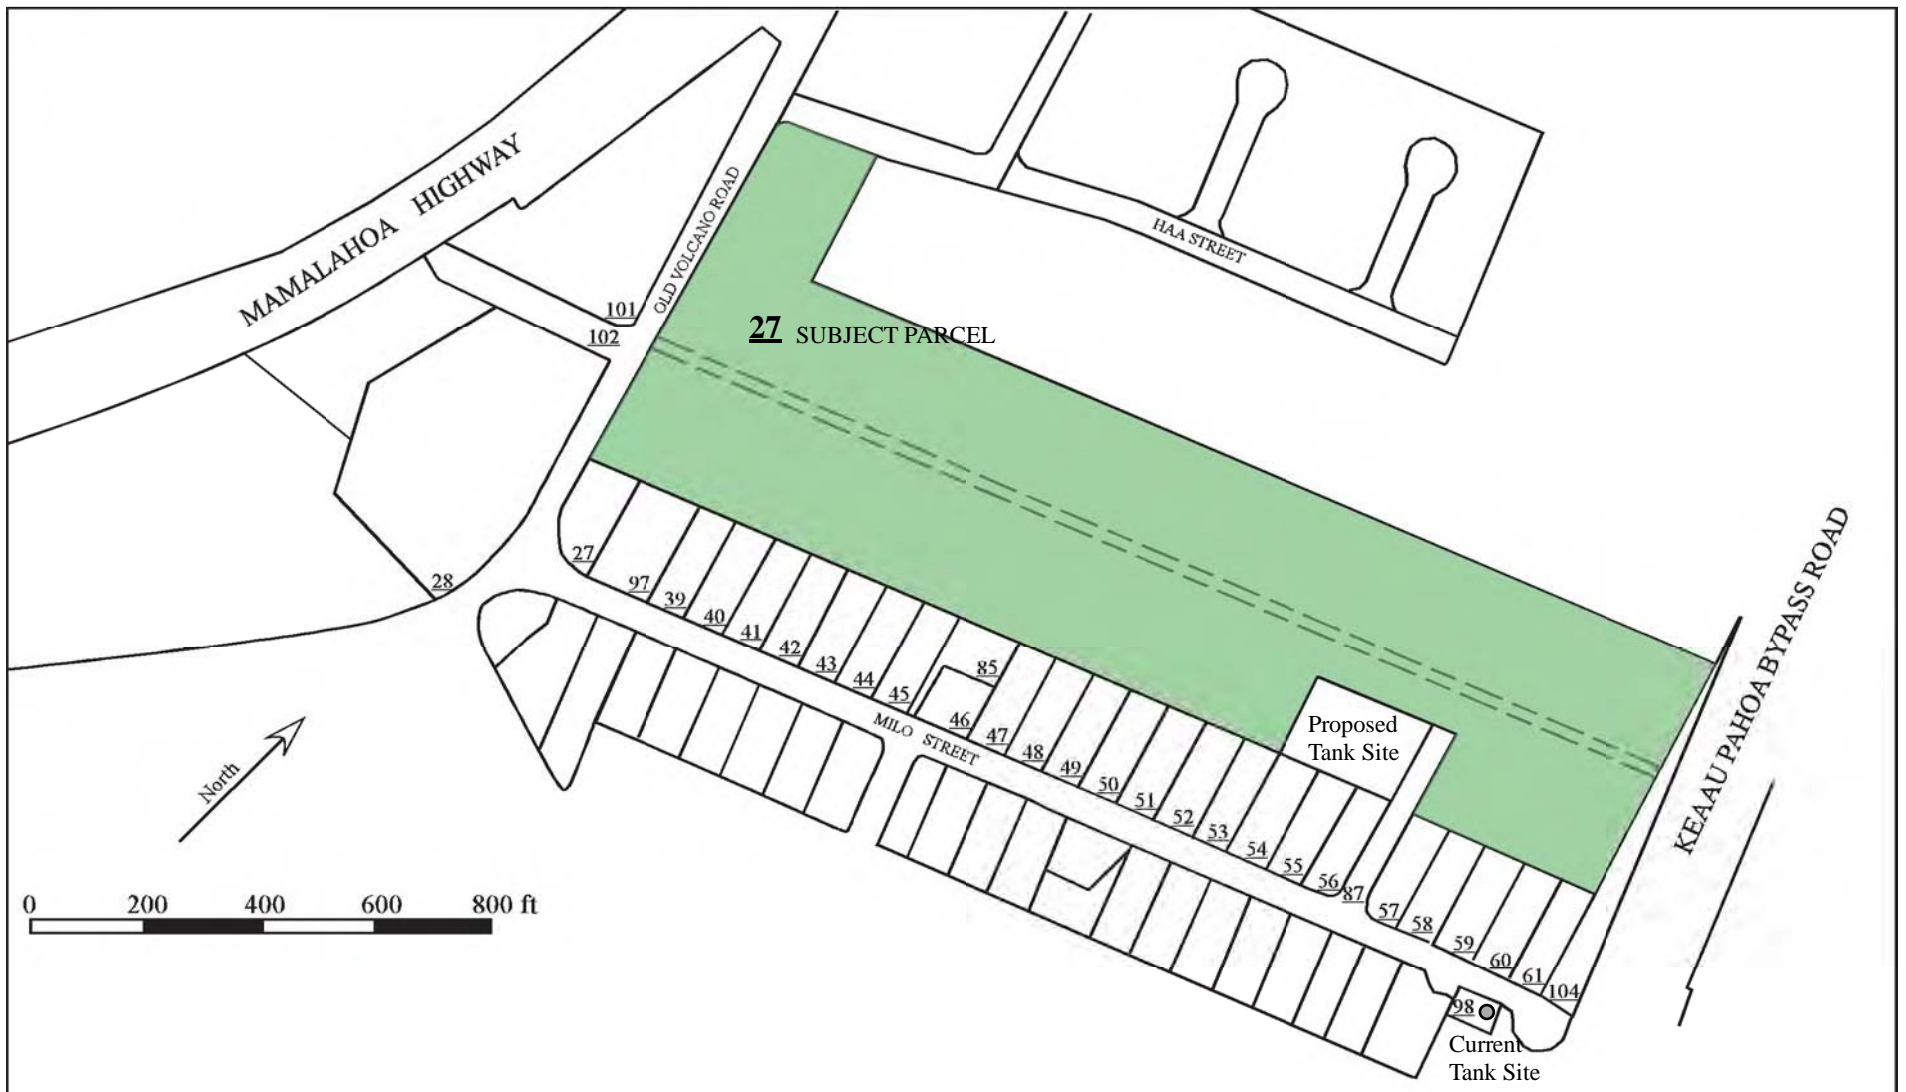 MAMALAHOA HIGHWAY
OLD VOLCANO ROAD
HAA STREET
101
102
27 SUBJECT PARCEL
KEAAU PAHOA BYPASS ROAD
28
27
97
39
40
41
42
43
44
45
85
46
47
48
49
50
51
52
53
54
55
56
87
57
58
59
60
61
104
MILO STREET
Proposed
Tank Site
North
0 200 400 600 800 ft
98
Current
Tank Site